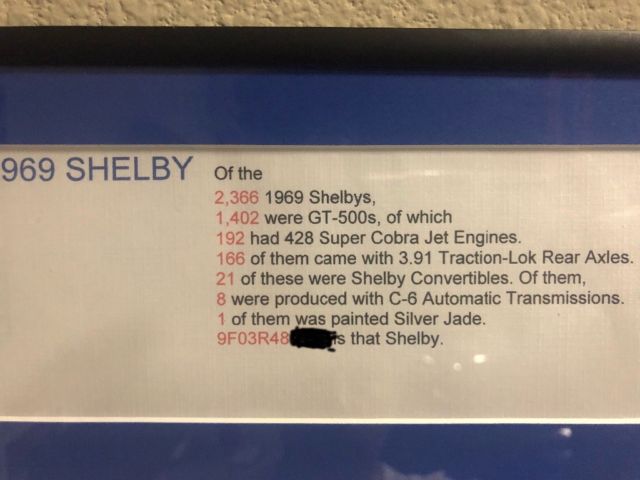 969 SHELBY Of the
2,366 1969 Shelbys,
1,402 were GT-500s, of which
192 had 428 Super Cobra Jet Engines.
166 of them came with 3.91 Traction-Lok Rear Axles.
21 of these were Shelby Convertibles. Of them,
8 were produced with C-6 Automatic Transmissions.
1 of them was painted Silver Jade.
9F03R48 is that Shelby.